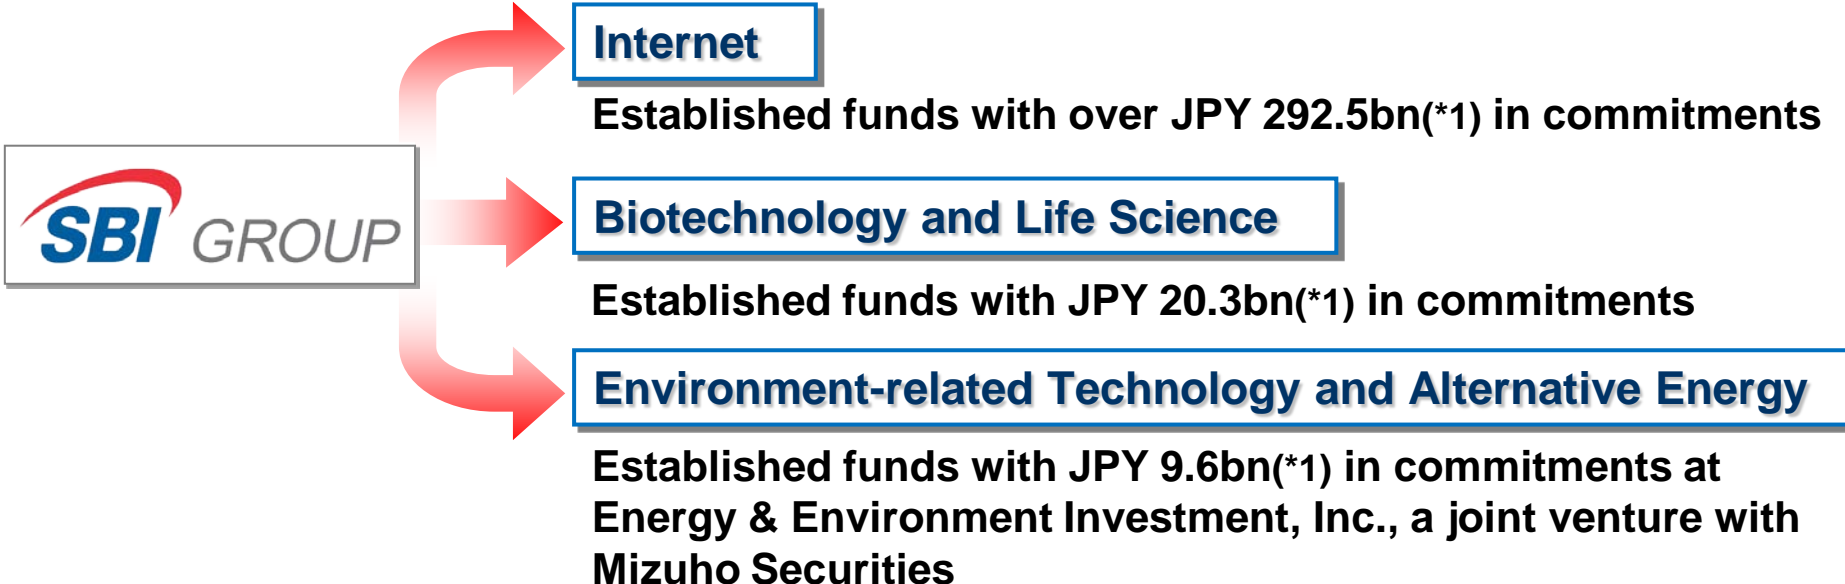 Internet
Established funds with over JPY 292.5bn(*1) in commitments
SBI GROUP
Biotechnology and Life Science
Established funds with JPY 20.3bn(*1) in commitments
Environment-related Technology and Alternative Energy
Established funds with JPY 9.6bn(*1) in commitments at
Energy & Environment Investment, Inc., a joint venture with
Mizuho Securities